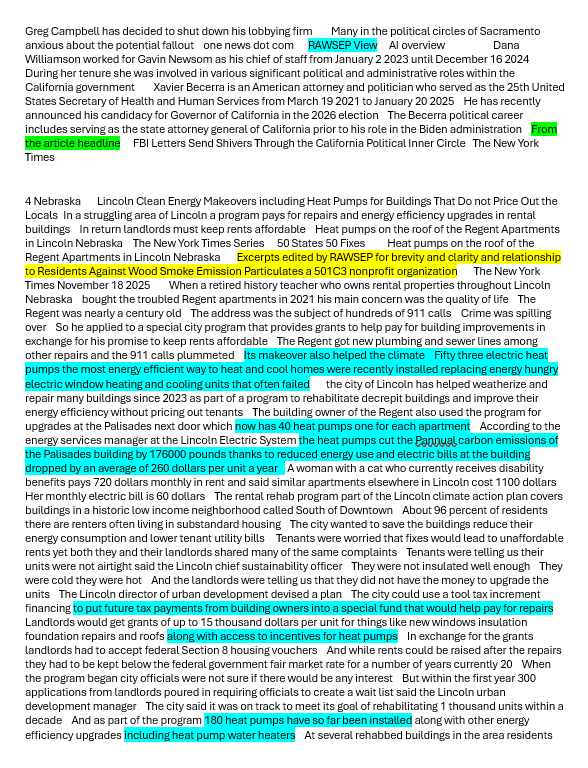 Greg Campbell has decided to shut down his lobbying firm Many in the political circles of Sacramento
anxious about the potential fallout one news dot com RAWSEP View AI overview Dana
Williamson worked for Gavin Newsom as his chief of staff from January 2 2023 until December 16 2024
During her tenure she was involved in various significant political and administrative roles within the
California government Xavier Becerra is an American attorney and politician who served as the 25th United
States Secretary of Health and Human Services from March 19 2021 to January 20 2025 He has recently
announced his candidacy for Governor of California in the 2026 election The Becerra political career
includes serving as the state attorney general of California prior to his role in the Biden administration From
the article headline FBI Letters Send Shivers Through the California Political Inner Circle The New York
Times
4 Nebraska Lincoln Clean Energy Makeovers including Heat Pumps for Buildings That Do not Price Out the
Locals In a struggling area of Lincoln a program pays for repairs and energy efficiency upgrades in rental
buildings In return landlords must keep rents affordable Heat pumps on the roof of the Regent Apartments
in Lincoln Nebraska The New York Times Series 50 States 50 Fixes Heat pumps on the roof of the
Regent Apartments in Lincoln Nebraska Excerpts edited by RAWSEP for brevity and clarity and relationship
to Residents Against Wood Smoke Emission Particulates a 501C3 nonprofit organization The New York
Times November 18 2025 When a retired history teacher who owns rental properties throughout Lincoln
Nebraska bought the troubled Regent apartments in 2021 his main concern was the quality of life The
Regent was nearly a century old The address was the subject of hundreds of 911 calls Crime was spilling
over So he applied to a special city program that provides grants to help pay for building improvements in
exchange for his promise to keep rents affordable The Regent got new plumbing and sewer lines among
other repairs and the 911 calls plummeted Its makeover also helped the climate Fifty three electric heat
pumps the most energy efficient way to heat and cool homes were recently installed replacing energy hungry
electric window heating and cooling units that often failed the city of Lincoln has helped weatherize and
repair many buildings since 2023 as part of a program to rehabilitate decrepit buildings and improve their
energy efficiency without pricing out tenants The building owner of the Regent also used the program for
upgrades at the Palisades next door which now has 40 heat pumps one for each apartment According to the
energy services manager at the Lincoln Electric System the heat pumps cut the Pannual carbon emissions of
the Palisades building by 176000 pounds thanks to reduced energy use and electric bills at the building
dropped by an average of 260 dollars per unit a year A woman with a cat who currently receives disability
benefits pays 720 dollars monthly in rent and said similar apartments elsewhere in Lincoln cost 1100 dollars
Her monthly electric bill is 60 dollars The rental rehab program part of the Lincoln climate action plan covers
buildings in a historic low income neighborhood called South of Downtown About 96 percent of residents
there are renters often living in substandard housing The city wanted to save the buildings reduce their
energy consumption and lower tenant utility bills Tenants were worried that fixes would lead to unaffordable
rents yet both they and their landlords shared many of the same complaints Tenants were telling us their
units were not airtight said the Lincoln chief sustainability officer They were not insulated well enough They
were cold they were hot And the landlords were telling us that they did not have the money to upgrade the
units The Lincoln director of urban development devised a plan The city could use a tool tax increment
financing to put future tax payments from building owners into a special fund that would help pay for repairs
Landlords would get grants of up to 15 thousand dollars per unit for things like new windows insulation
foundation repairs and roofs along with access to incentives for heat pumps In exchange for the grants
landlords had to accept federal Section 8 housing vouchers And while rents could be raised after the repairs
they had to be kept below the federal government fair market rate for a number of years currently 20 When
the program began city officials were not sure if there would be any interest But within the first year 300
applications from landlords poured in requiring officials to create a wait list said the Lincoln urban
development manager The city said it was on track to meet its goal of rehabilitating 1 thousand units within a
decade And as part of the program 180 heat pumps have so far been installed along with other energy
efficiency upgrades including heat pump water heaters At several rehabbed buildings in the area residents